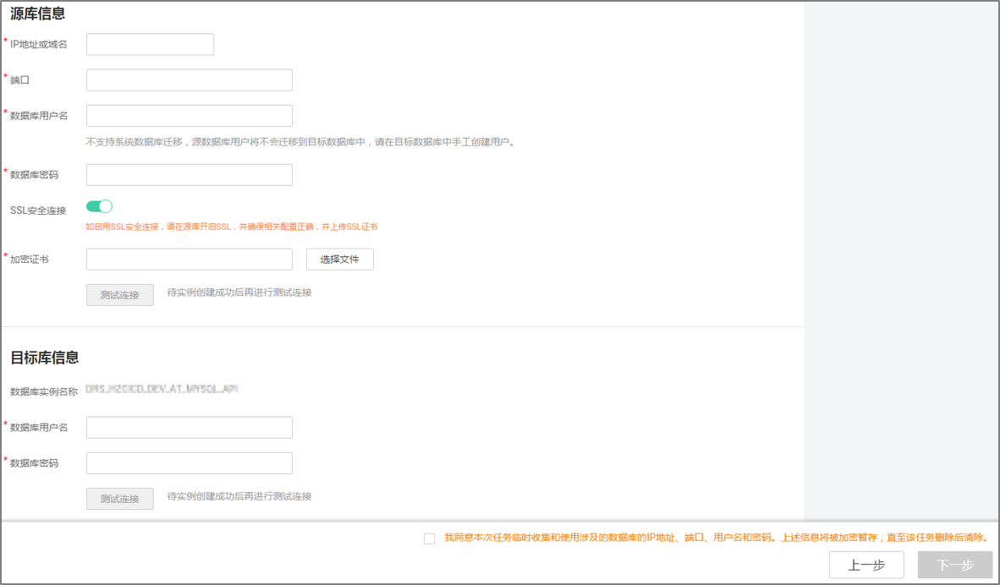 源库信息
* IP地址或域名
* 端口
* 数据库用户名
不支持系统数据库迁移，源数据库用户将不会迁移到目标数据库中，请在目标数据库中手工创建用户。
* 数据库密码
SSL安全连接
如启用SSL安全连接，请在源库开启SSL，并确保相关配置正确，并上传SSL证书
* 加密证书 选择文件
测试连接 待实例创建成功后再进行测试连接
目标库信息
数据库实例名称
* 数据库用户名
* 数据库密码
测试连接 待实例创建成功后再进行测试连接
我同意本次任务临时收集和使用涉及的数据库的IP地址、端口、用户名和密码。上述信息将被加密暂存，直至该任务删除后清除。
上一步 下一步